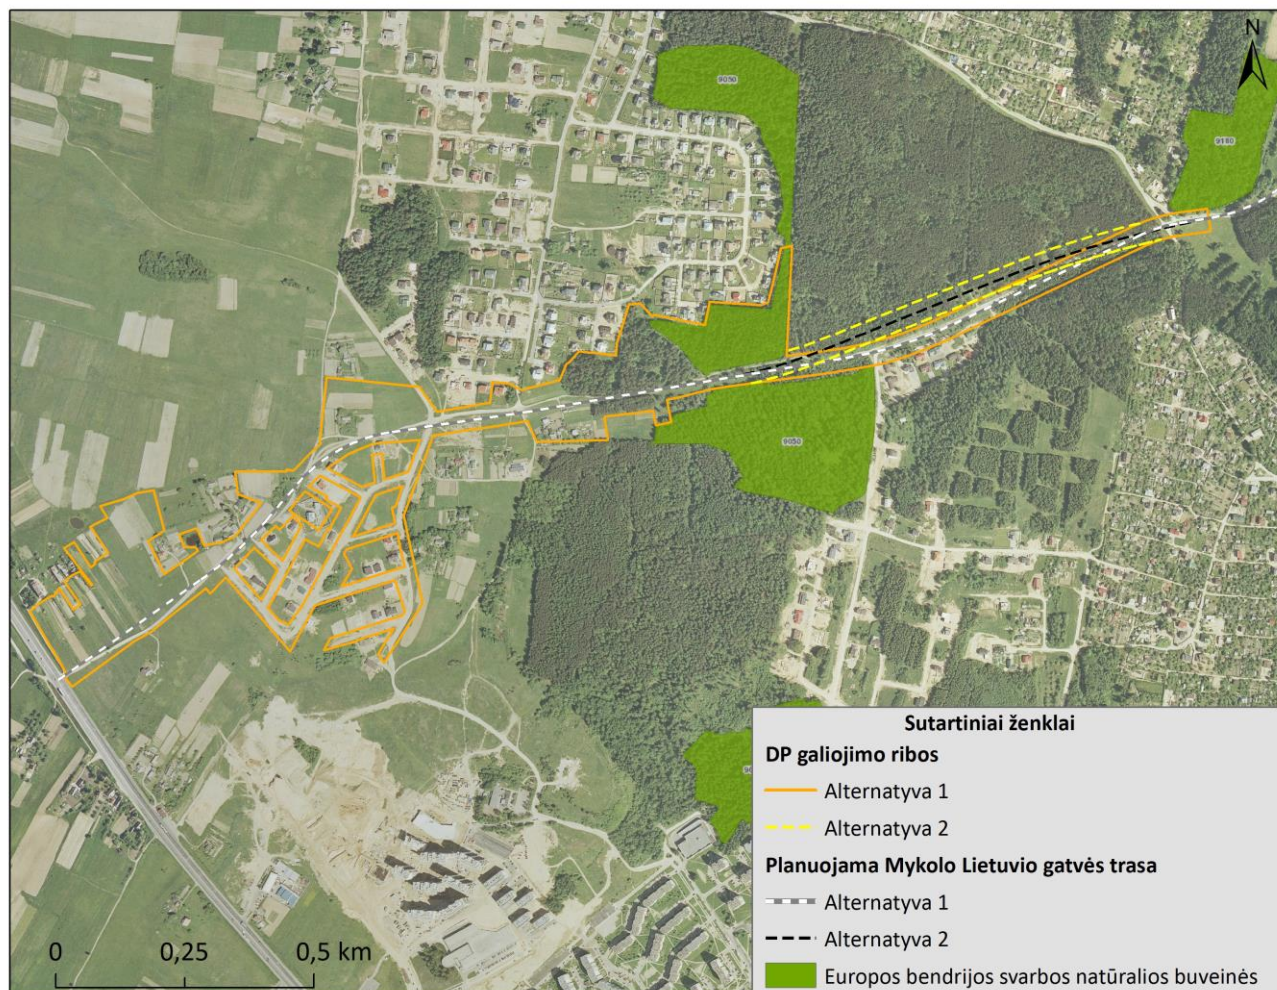 9050
N
9180
9050
Sutartiniai ženklai
DP galiojimo ribos
Alternatyva 1
Alternatyva 2
Planuojama Mykolo Lietuvio gatvės trasa
Alternatyva 1
Alternatyva 2
Europos bendrijos svarbos natūralios buveinės
0 0,25 0,5 km